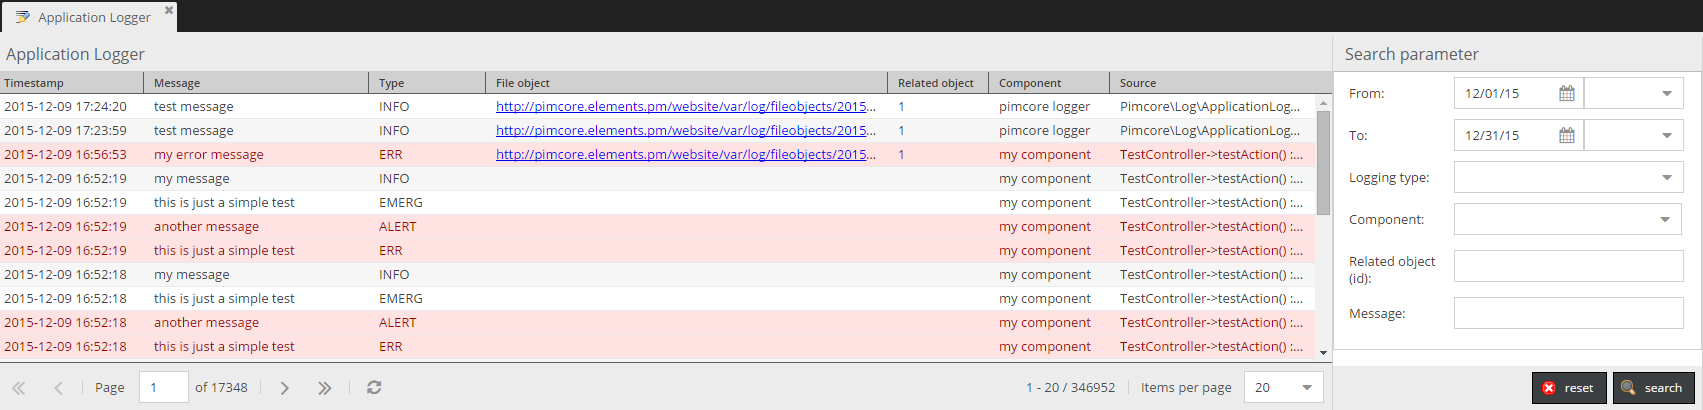 Application Logger
Application Logger
Timestamp Message Type File object Related object Component Source
2015-12-09 17:24:20 test message INFO http://pimcore.elements.pm/website/var/log/fileobjects/2015... 1 pimcore logger Pimcore\Log\ApplicationLog...
2015-12-09 17:23:59 test message INFO http://pimcore.elements.pm/website/var/log/fileobjects/2015... 1 pimcore logger Pimcore\Log\ApplicationLog...
2015-12-09 16:56:53 my error message ERR http://pimcore.elements.pm/website/var/log/fileobjects/2015... 1 my component TestController->testAction() :...
2015-12-09 16:52:19 my message INFO my component TestController->testAction() :...
2015-12-09 16:52:19 this is just a simple test EMERG my component TestController->testAction() :...
2015-12-09 16:52:19 another message ALERT my component TestController->testAction() :...
2015-12-09 16:52:19 this is just a simple test ERR my component TestController->testAction() :...
2015-12-09 16:52:18 my message INFO my component TestController->testAction() :...
2015-12-09 16:52:18 this is just a simple test EMERG my component TestController->testAction() :...
2015-12-09 16:52:18 another message ALERT my component TestController->testAction() :...
2015-12-09 16:52:18 this is just a simple test ERR my component TestController->testAction() :...
Page 1 of 17348 1 - 20 / 346952 Items per page 20
Search parameter
From: 12/01/15
To: 12/31/15
Logging type:
Component:
Related object
(id):
Message:
reset search